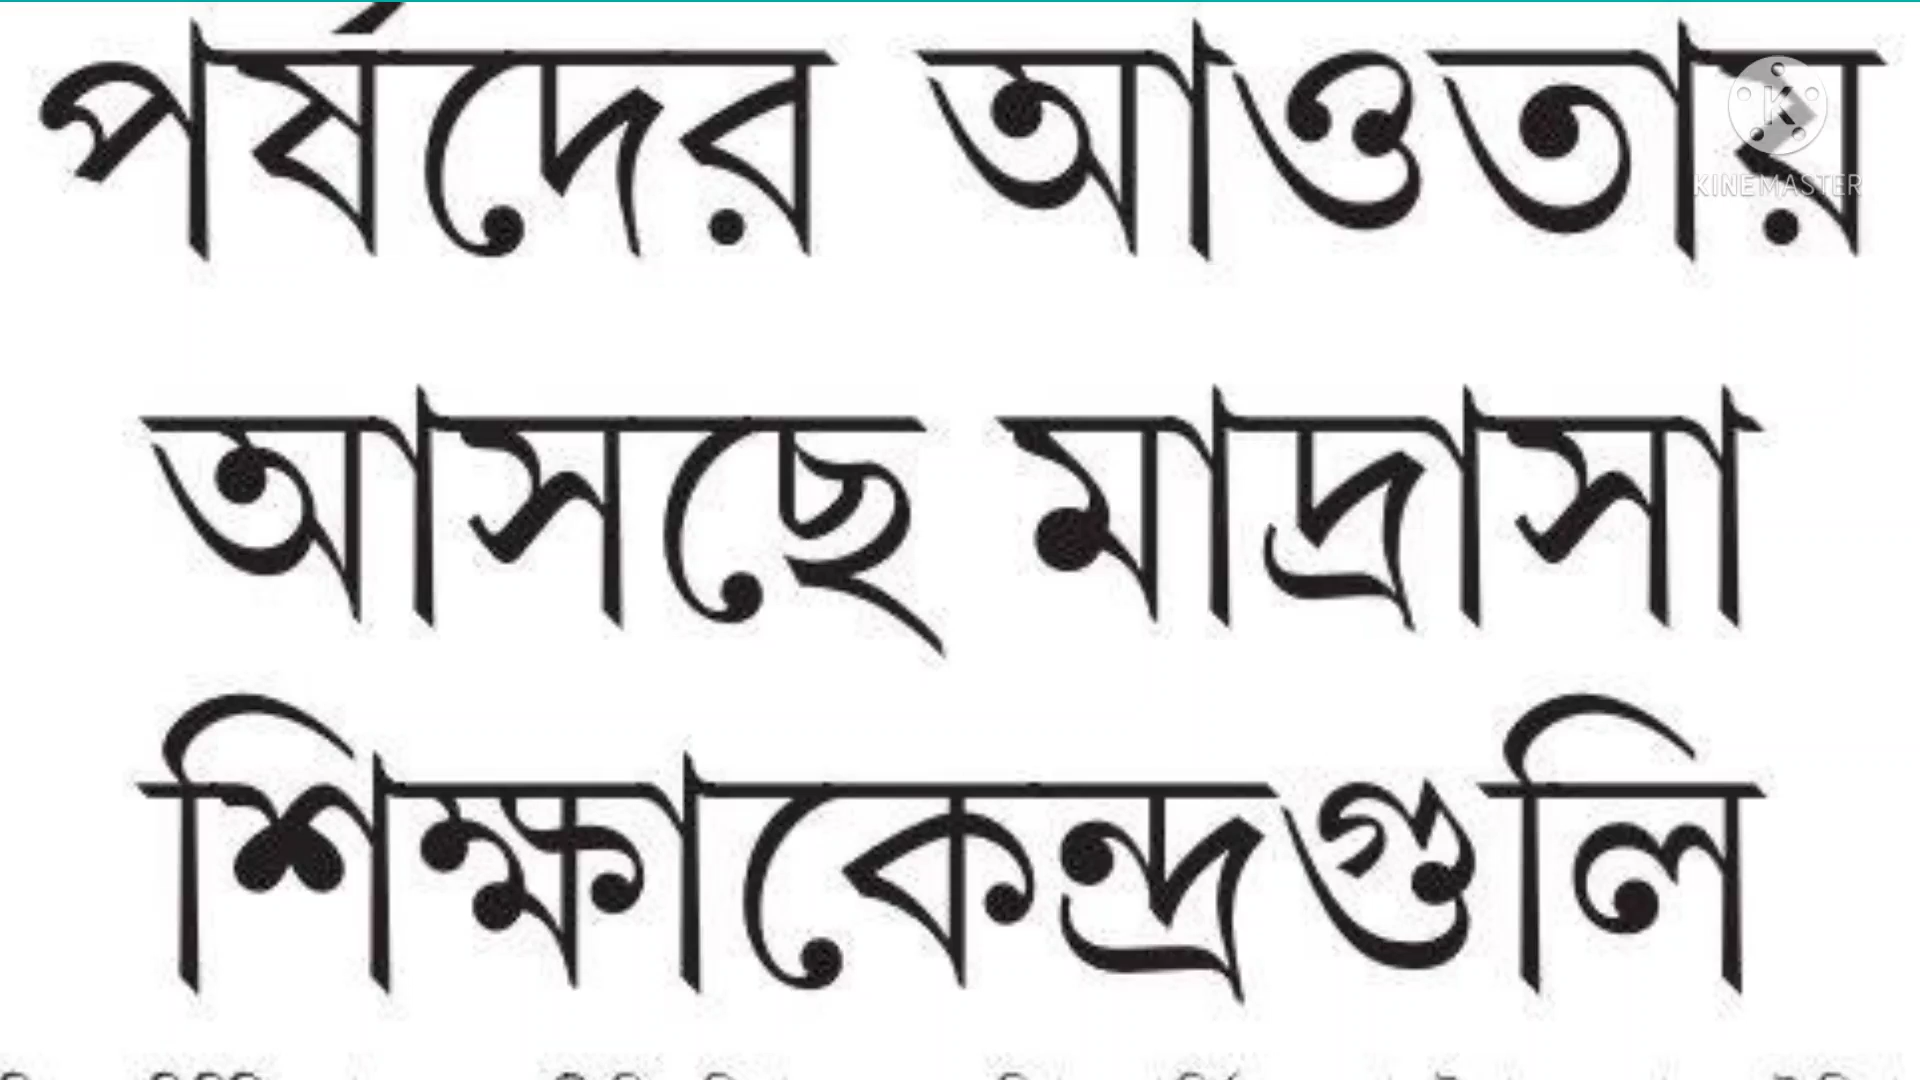 পর্ষদের আওতায়
আসছে মাদ্রাসা
শিক্ষাকেন্দ্রগুলি
KINEMASTER